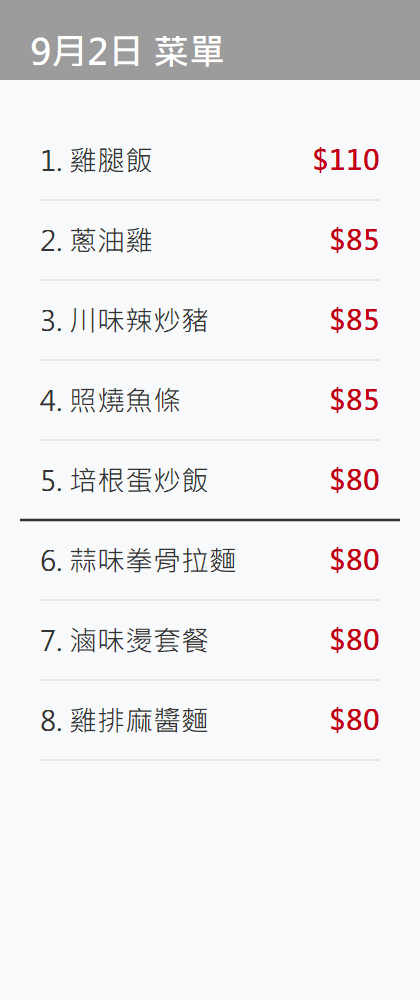 9月2日 菜單
1. 雞腿飯 $110
2. 蔥油雞 $85
3. 川味辣炒豬 $85
4. 照燒魚條 $85
5. 培根蛋炒飯 $80
6. 蒜味拳骨拉麵 $80
7. 滷味燙套餐 $80
8. 雞排麻醬麵 $80